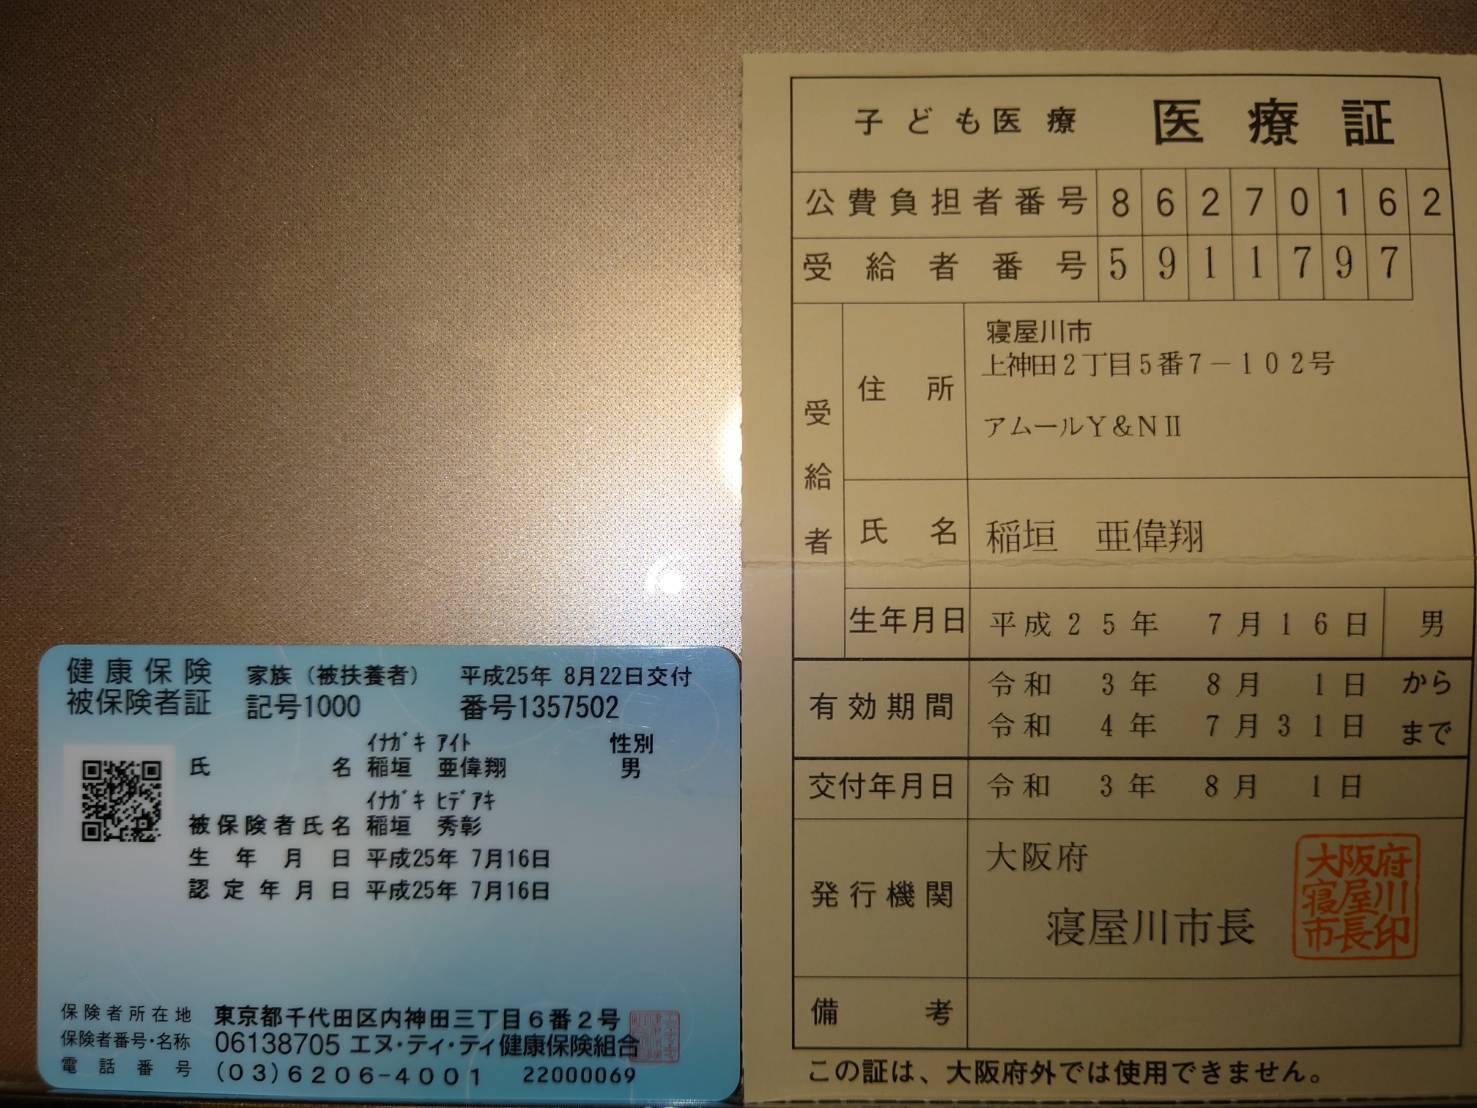 健康保険 家族（被扶養者） 平成25年 8月22日交付
被保険者証 記号1000 番号1357502
ｲﾅｶﾞｷ ｱｲﾄ 性別
氏名 稲垣 亜偉翔 男
ｲﾅｶﾞｷ ﾋﾃﾞｱｷ
被保険者氏名 稲垣 秀彰
生年月日 平成25年 7月16日
認定年月日 平成25年 7月16日
保険者所在地 東京都千代田区内神田三丁目６番２号
保険者番号・名称 06138705 エヌ・ティ・ティ健康保険組合
電話番号 (０３)６２０６-４００１ 22000069
子ども医療 医療証
公費負担者番号 8 6 2 7 0 1 6 2
受給者番号 5 9 1 1 7 9 7
受給者
住所 寝屋川市
上神田２丁目５番７－１０２号
アムールＹ＆ＮⅡ
氏名 稲垣 亜偉翔
生年月日 平成２５年 ７月１６日 男
有効期間 令和 ３年 ８月 １日 から
令和 ４年 ７月３１日 まで
交付年月日 令和 ３年 ８月 １日
発行機関 大阪府
寝屋川市長
大阪府
寝屋川
市長印
備考
この証は、大阪府外では使用できません。